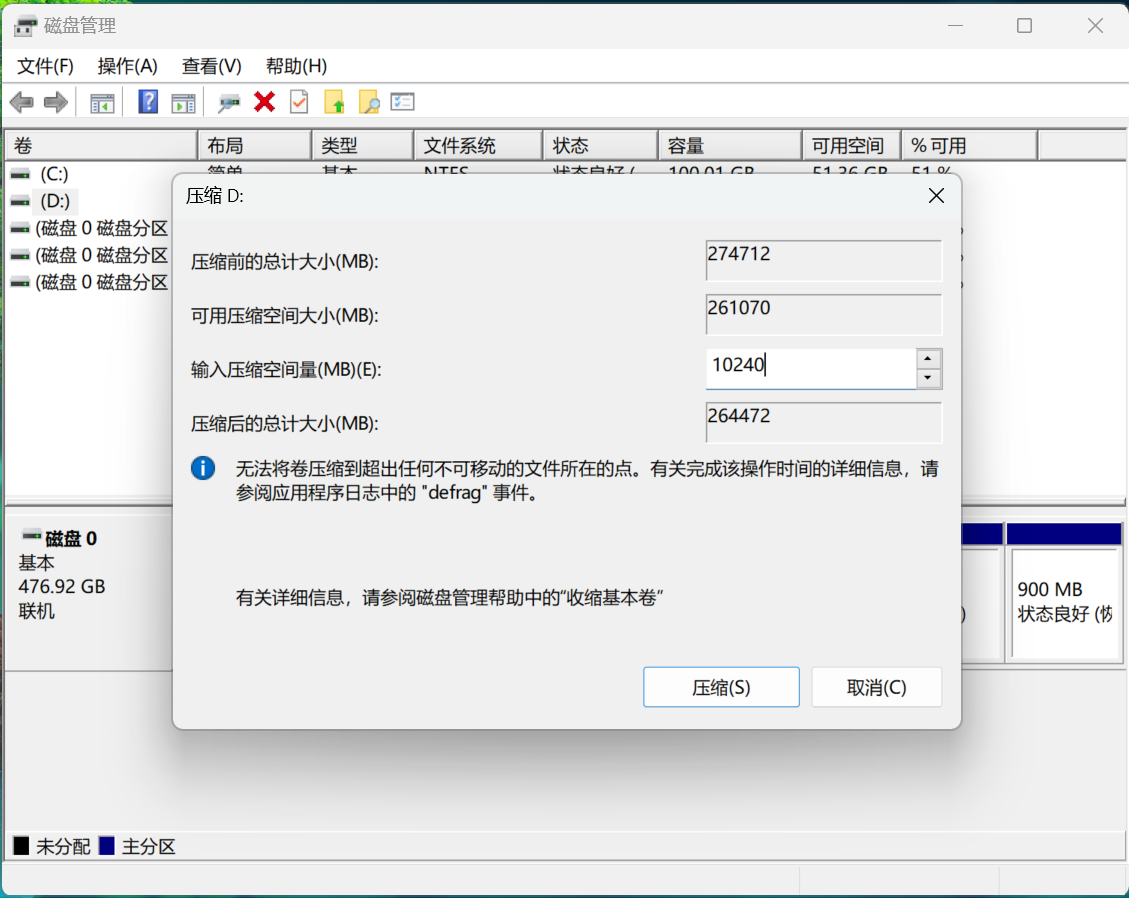 磁盘管理
文件(F) 操作(A) 查看(V) 帮助(H)
卷 布局 类型 文件系统 状态 容量 可用空间 % 可用
(C:) 简单 基本 NTFS 状态良好 ( 100.01 GB 51.36 GB 51 %
(D:)
(磁盘 0 磁盘分区
(磁盘 0 磁盘分区
(磁盘 0 磁盘分区
压缩 D:
压缩前的总计大小(MB): 274712
可用压缩空间大小(MB): 261070
输入压缩空间量(MB)(E): 10240
压缩后的总计大小(MB): 264472
无法将卷压缩到超出任何不可移动的文件所在的点。有关完成该操作时间的详细信息，请
参阅应用程序日志中的 "defrag" 事件。
有关详细信息，请参阅磁盘管理帮助中的“收缩基本卷”
压缩(S) 取消(C)
磁盘 0
基本
476.92 GB
联机
900 MB
状态良好 (恢
未分配 主分区